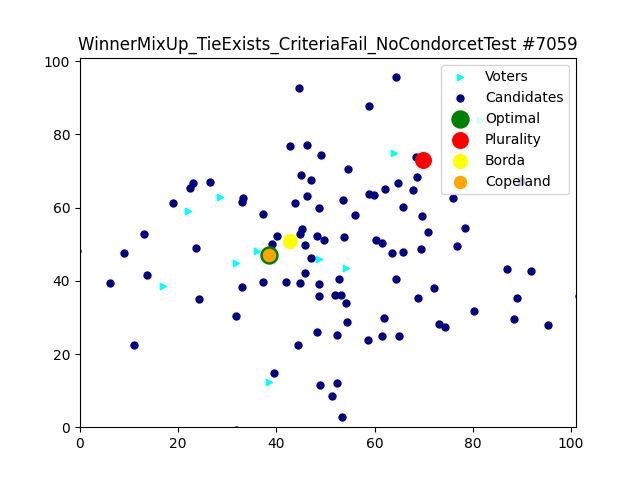 WinnerMixUp_TieExists_CriteriaFail_NoCondorcetTest #7059
100
80
60
40
20
0
0
20
40
60
80
100
Voters
Candidates
Optimal
Plurality
Borda
Copeland